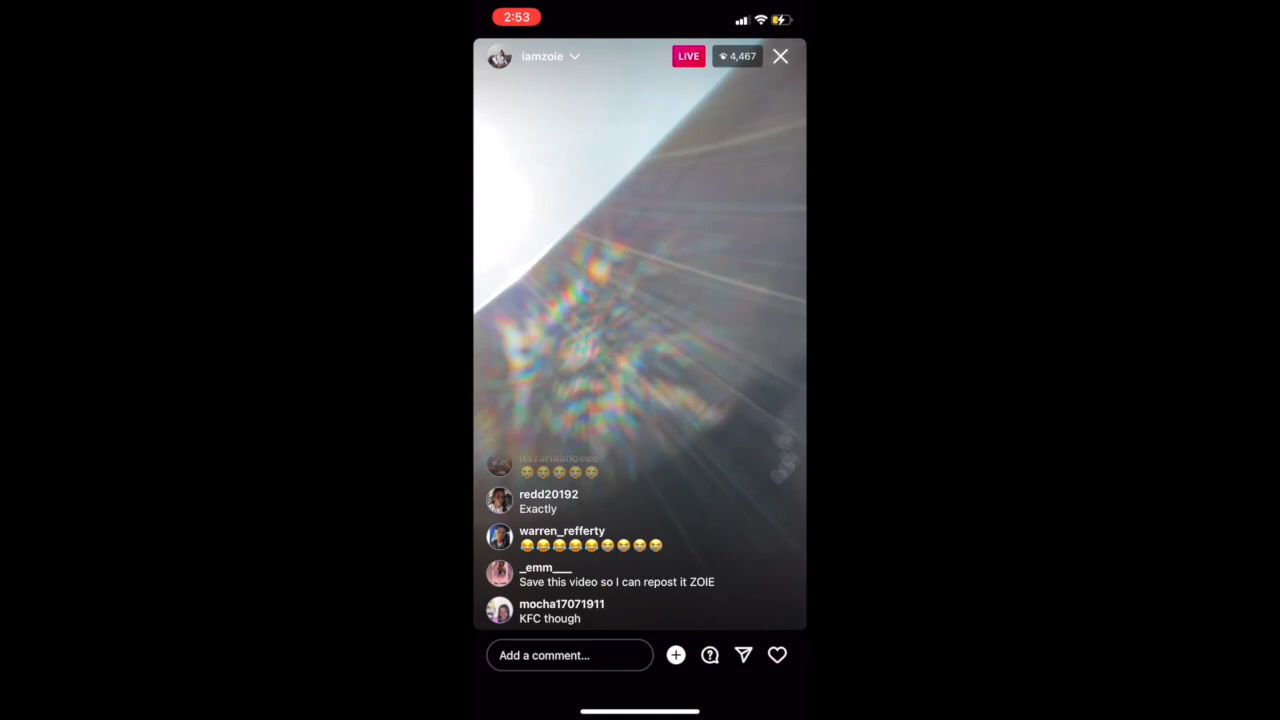 2:53
iamzoie
LIVE
4,467
itszariahoeee
😭😭😭😭😭
redd20192
Exactly
warren_refferty
😂😂😂😂😂😭😭😭😭
_emm___
Save this video so I can repost it ZOIE
mocha17071911
KFC though
Add a comment...